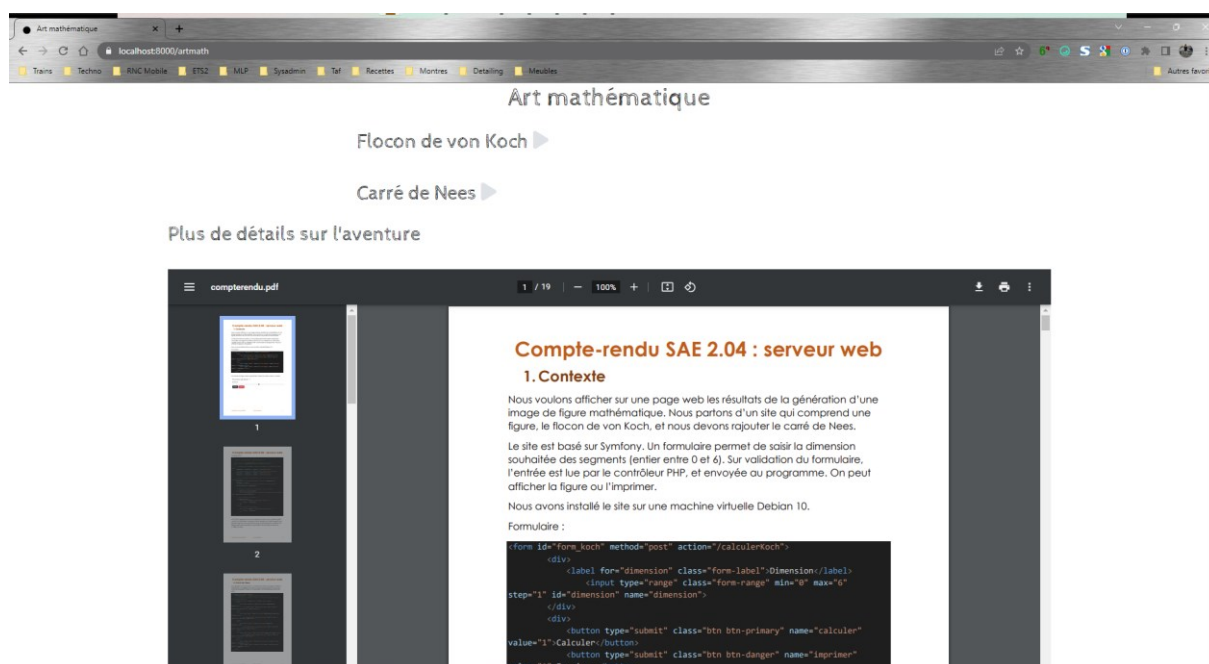 Art mathématique
localhost:8000/artmath
Trains Techno RNC Mobile ETS2 MLP Sysadmin Taf Recettes Montres Detailing Meubles Autres favor
Art mathématique
Flocon de von Koch
Carré de Nees
Plus de détails sur l'aventure
compterendu.pdf 1 / 19 100%
Compte-rendu SAE 2.04 : serveur web
1. Contexte
Nous voulons afficher sur une page web les résultats de la génération d'une
image de figure mathématique. Nous partons d'un site qui comprend une
figure, le flocon de von Koch, et nous devons rajouter le carré de Nees.
Le site est basé sur Symfony. Un formulaire permet de saisir la dimension
souhaitée des segments (entier entre 0 et 6). Sur validation du formulaire,
l'entrée est lue par le contrôleur PHP, et envoyée au programme. On peut
afficher la figure ou l'imprimer.
Nous avons installé le site sur une machine virtuelle Debian 10.
Formulaire :
<form id="form_koch" method="post" action="/calculerKoch">
<div>
<label for="dimension" class="form-label">Dimension</label>
<input type="range" class="form-range" min="0" max="6"
step="1" id="dimension" name="dimension">
</div>
<div>
<button type="submit" class="btn btn-primary" name="calculer"
value="1">Calculer</button>
<button type="submit" class="btn btn-danger" name="imprimer"
1
2